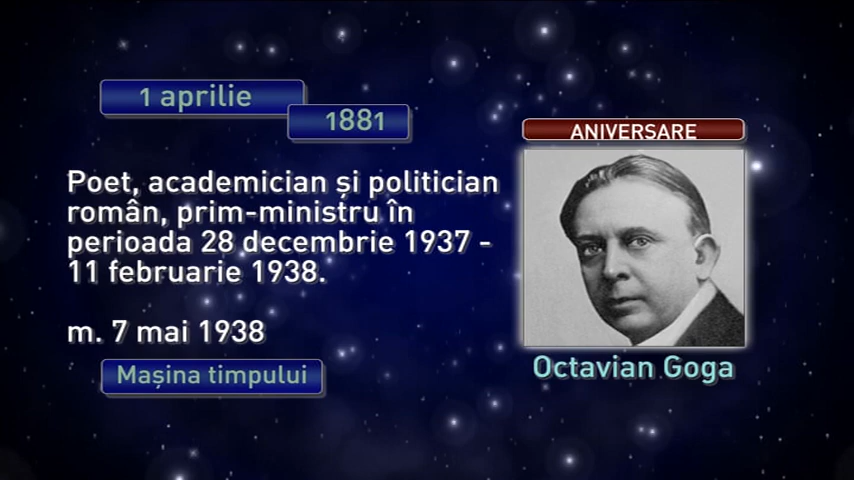 1 aprilie
1881
ANIVERSARE
Poet, academician și politician
român, prim-ministru în
perioada 28 decembrie 1937 -
11 februarie 1938.
m. 7 mai 1938
Mașina timpului
Octavian Goga